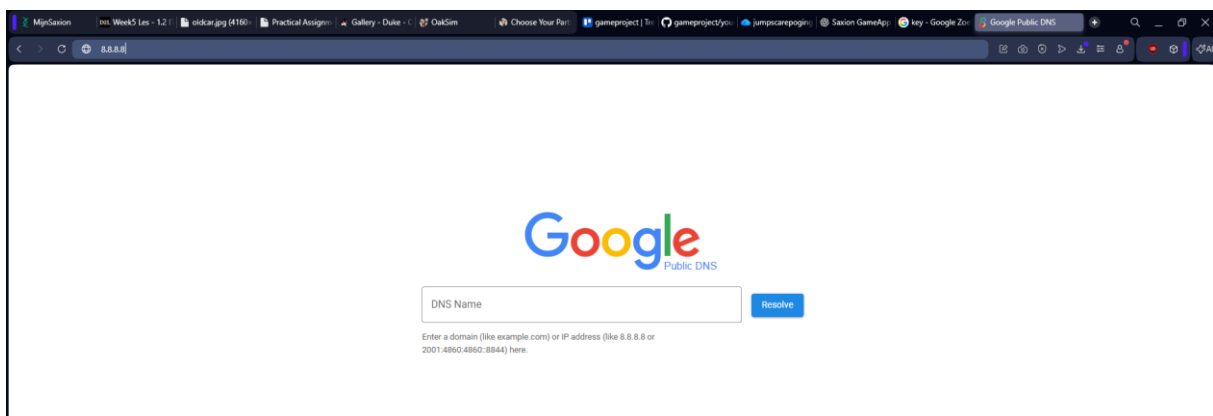 MijnSaxion Week5 Les - 1.2 oldcar.jpg (4160 Practical Assignm Gallery - Duke - OakSim Choose Your Part gameproject | Tre gameproject/you jumpscarepoging Saxion GameApp key - Google Zoe Google Public DNS
8.8.8.8
Google
Public DNS
DNS Name
Resolve
Enter a domain (like example.com) or IP address (like 8.8.8.8 or
2001:4860:4860::8844) here.